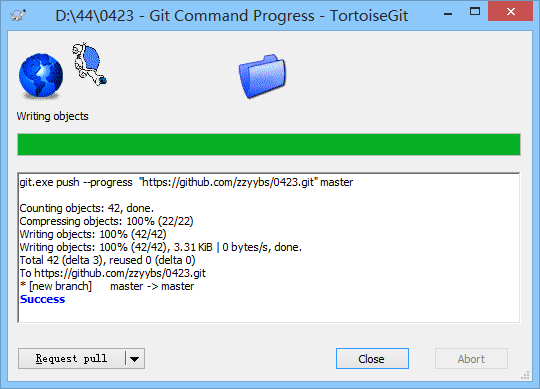 D:\44\0423 - Git Command Progress - TortoiseGit
Writing objects
git.exe push --progress "https://github.com/zzyybs/0423.git" master
Counting objects: 42, done.
Compressing objects: 100% (22/22)
Writing objects: 100% (42/42)
Writing objects: 100% (42/42), 3.31 KiB | 0 bytes/s, done.
Total 42 (delta 3), reused 0 (delta 0)
To https://github.com/zzyybs/0423.git
* [new branch] master -> master
Success
Request pull
Close
Abort